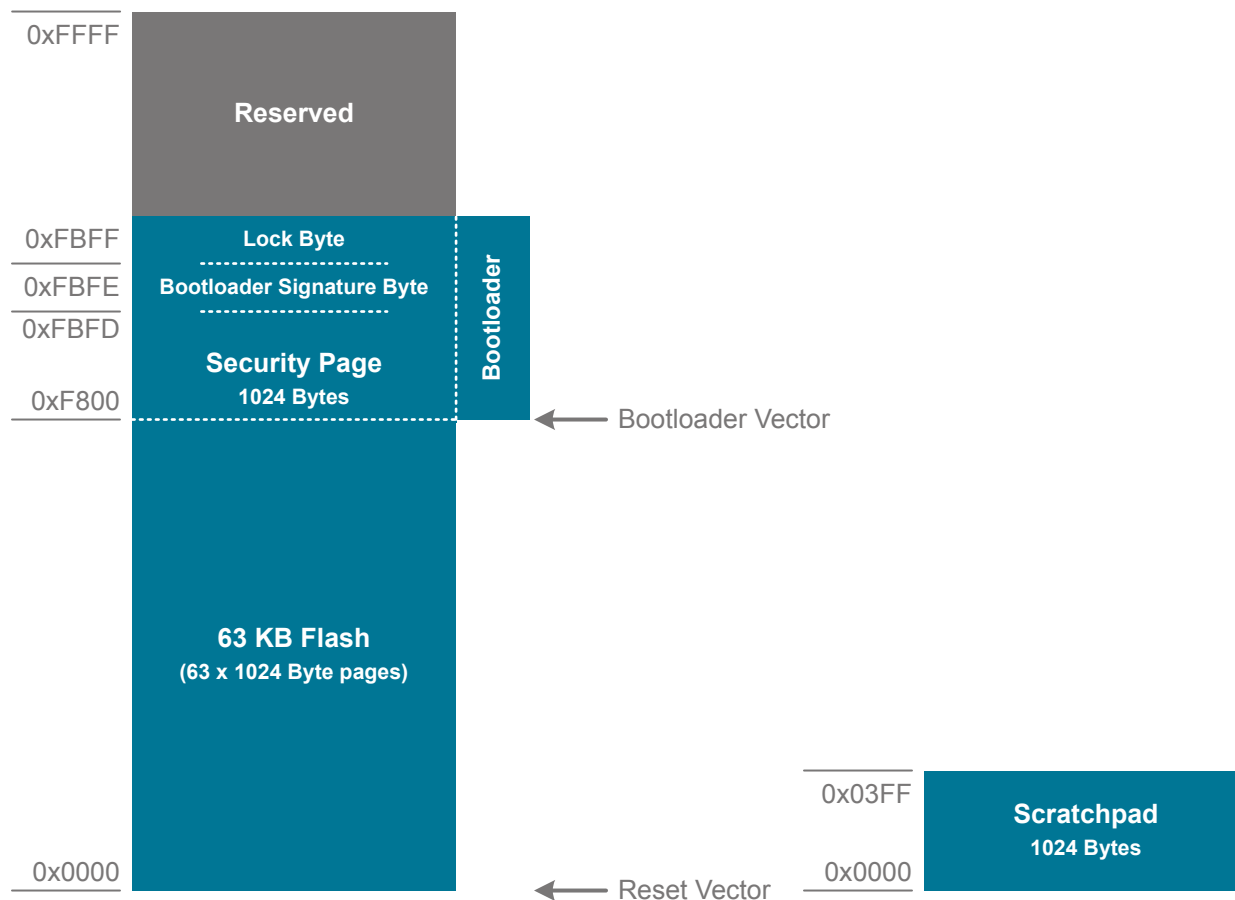 0xFFFF
Reserved
0xFBFF
Lock Byte
0xFBFE
Bootloader Signature Byte
0xFBFD
Security Page
1024 Bytes
0xF800
Bootloader
Bootloader Vector
63 KB Flash
(63 x 1024 Byte pages)
0x03FF
Scratchpad
1024 Bytes
0x0000
Reset Vector
0x0000